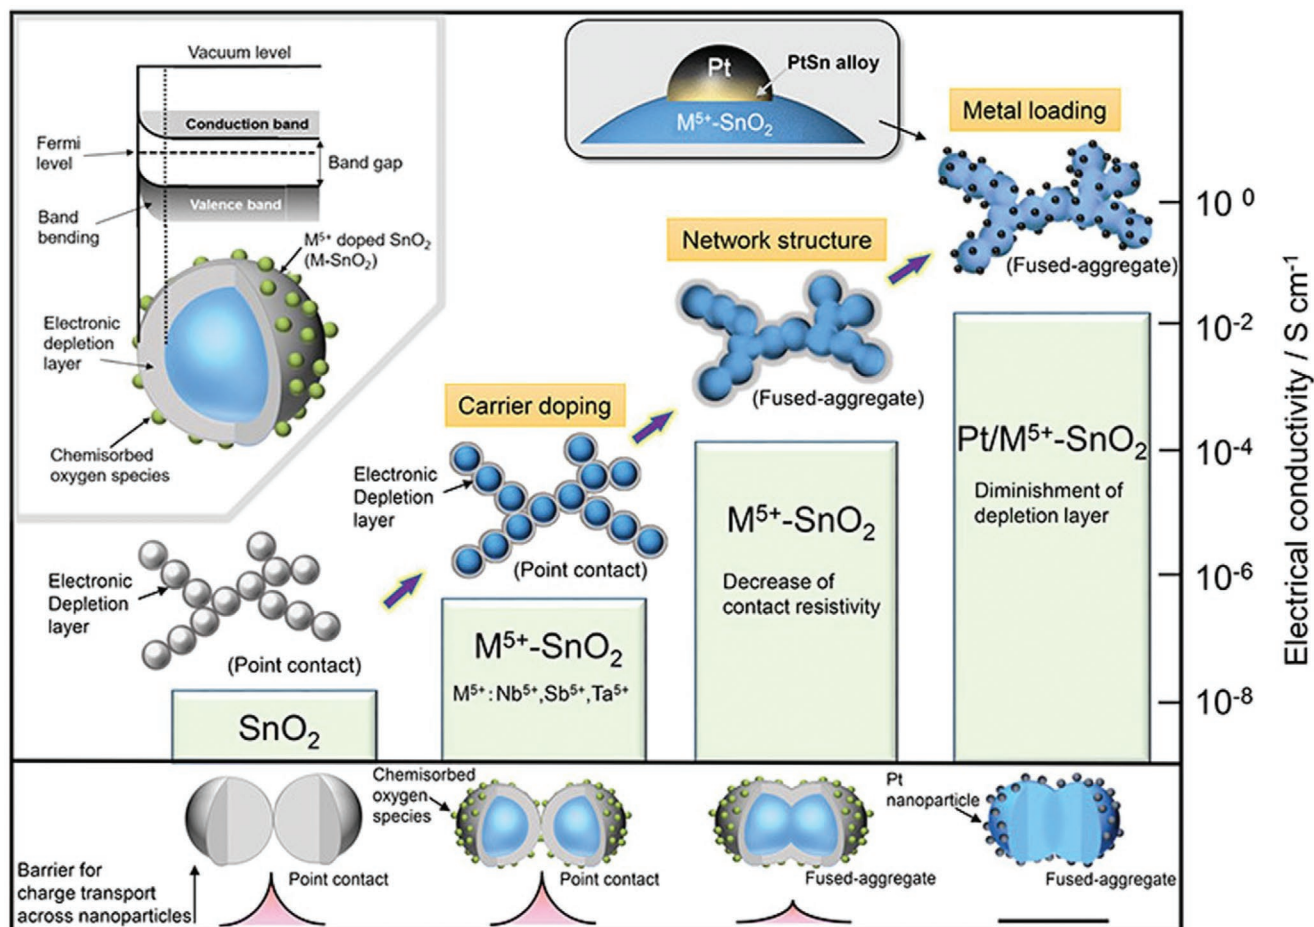 Vacuum level
Conduction band
Fermi
level
Band gap
Valence band
Band
bending
M⁵⁺ doped SnO₂
(M-SnO₂)
Electronic
depletion
layer
Chemisorbed
oxygen species
Pt
PtSn alloy
M⁵⁺-SnO₂
Metal loading
(Fused-aggregate)
Network structure
(Fused-aggregate)
Carrier doping
Electronic
Depletion
layer
(Point contact)
Electronic
Depletion
layer
(Point contact)
SnO₂
M⁵⁺-SnO₂
M⁵⁺: Nb⁵⁺,Sb⁵⁺,Ta⁵⁺
M⁵⁺-SnO₂
Decrease of
contact resistivity
Pt/M⁵⁺-SnO₂
Diminishment of
depletion layer
10⁰
10⁻²
10⁻⁴
10⁻⁶
10⁻⁸
Electrical conductivity / S cm⁻¹
Barrier for
charge transport
across nanoparticles
Point contact
Chemisorbed
oxygen
species
Point contact
Fused-aggregate
Pt
nanoparticle
Fused-aggregate